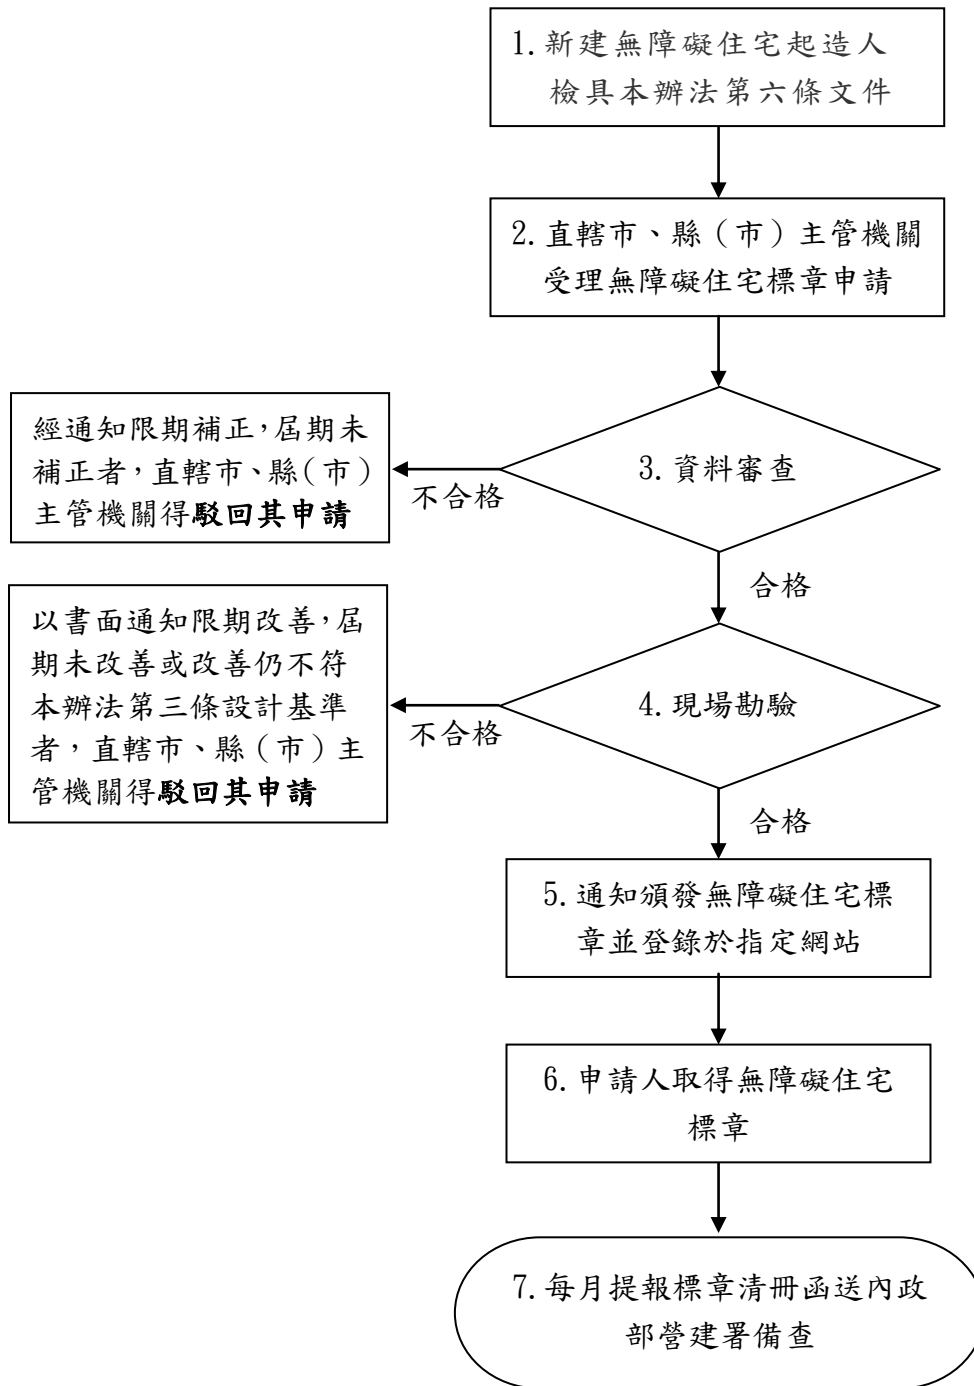 1.新建無障礙住宅起造人
檢具本辦法第六條文件
2.直轄市、縣（市）主管機關
受理無障礙住宅標章申請
3.資料審查
不合格
經通知限期補正，屆期未
補正者，直轄市、縣（市）
主管機關得駁回其申請
合格
4.現場勘驗
不合格
以書面通知限期改善，屆
期未改善或改善仍不符
本辦法第三條設計基準
者，直轄市、縣（市）主
管機關得駁回其申請
合格
5.通知頒發無障礙住宅標
章並登錄於指定網站
6.申請人取得無障礙住宅
標章
7.每月提報標章清冊函送內政
部營建署備查